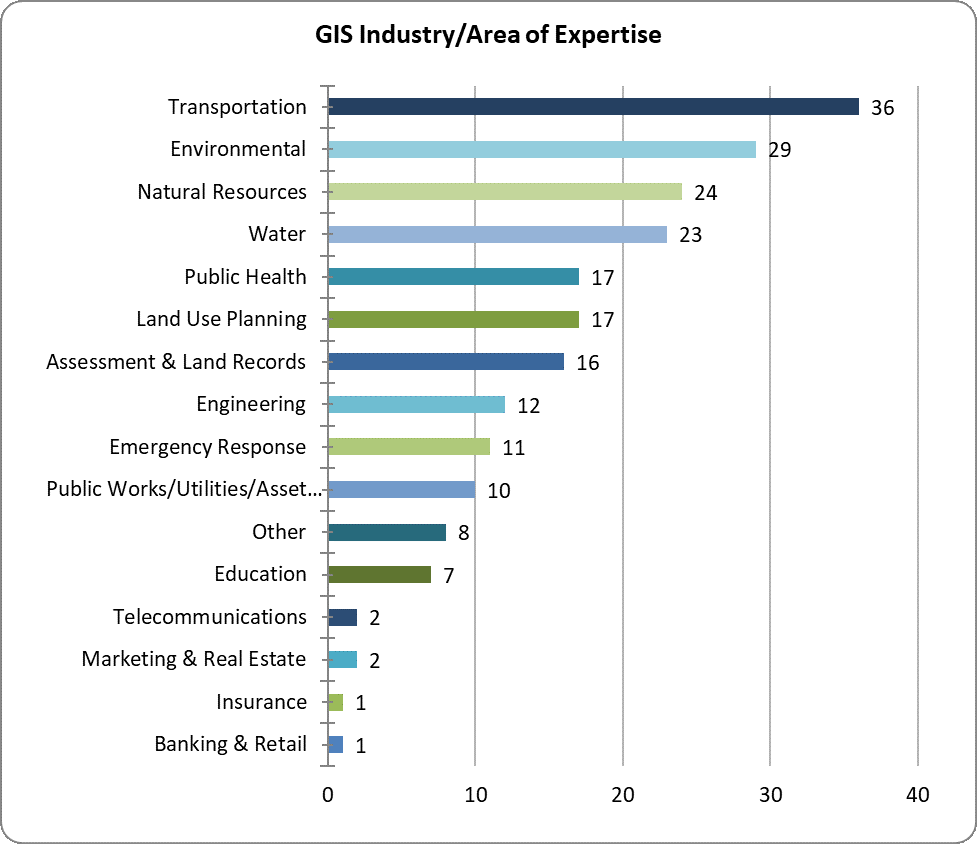 GIS Industry/Area of Expertise
Transportation 36
Environmental 29
Natural Resources 24
Water 23
Public Health 17
Land Use Planning 17
Assessment & Land Records 16
Engineering 12
Emergency Response 11
Public Works/Utilities/Asset... 10
Other 8
Education 7
Telecommunications 2
Marketing & Real Estate 2
Insurance 1
Banking & Retail 1
0 10 20 30 40